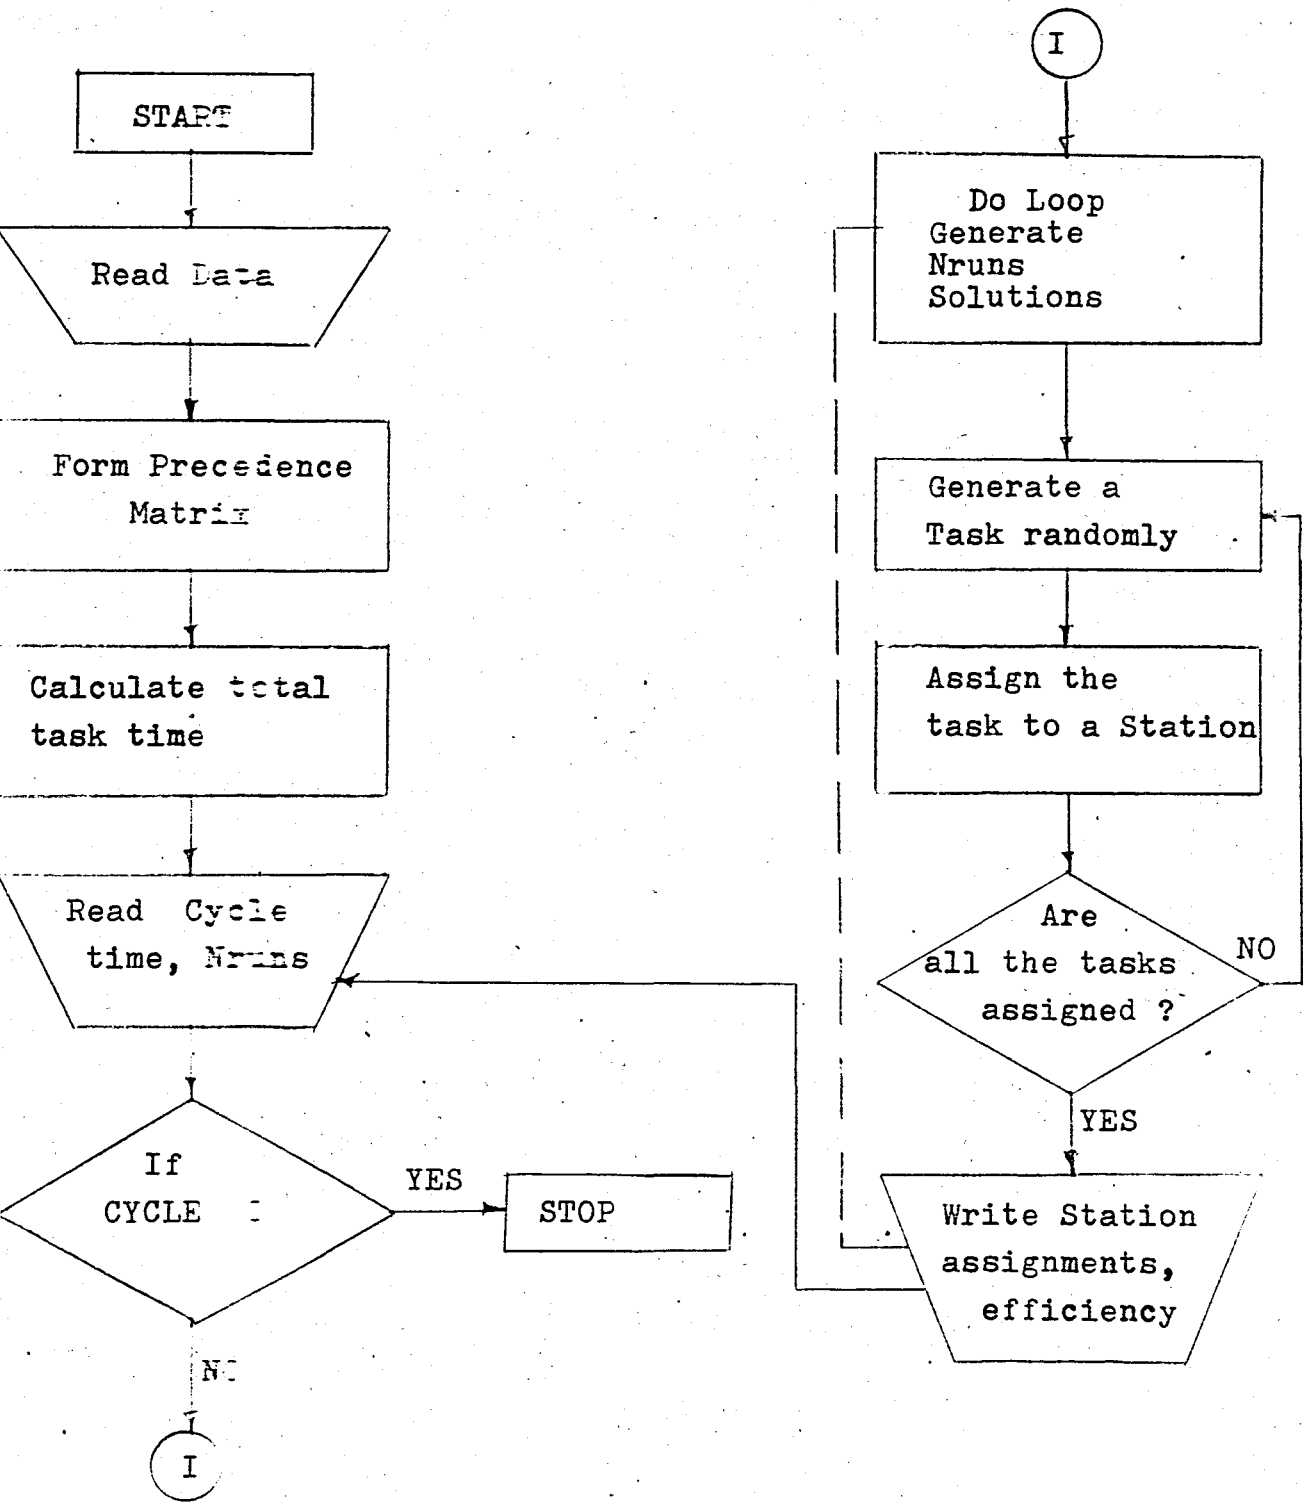 START
Read Data
Form Precedence
Matrix
Calculate total
task time
Read Cycle
time, Nruns
If
CYCLE
YES
STOP
NO
I
I
Do Loop
Generate
Nruns
Solutions
Generate a
Task randomly
Assign the
task to a Station
Are
all the tasks
assigned ?
NO
YES
Write Station
assignments,
efficiency